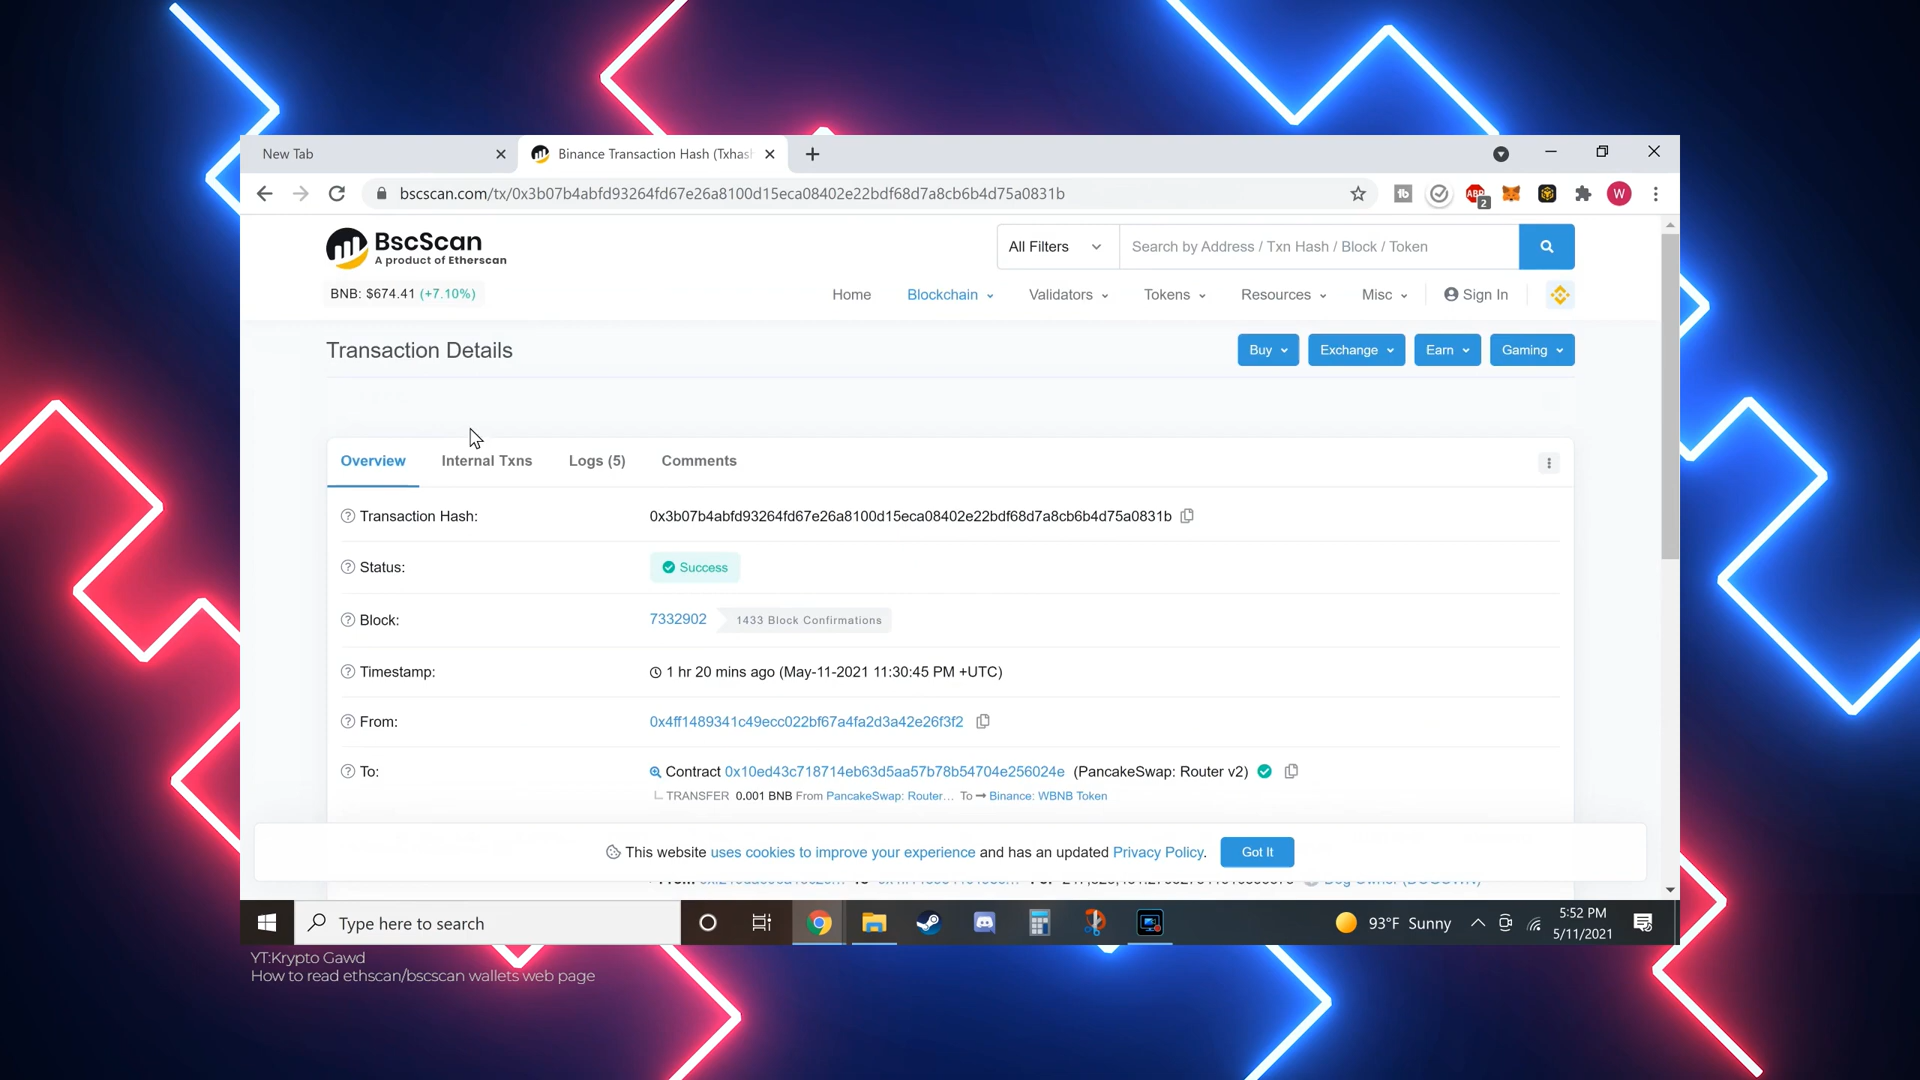 New Tab
Binance Transaction Hash (Txhash
bscscan.com/tx/0x3b07b4abfd93264fd67e26a8100d15eca08402e22bdf68d7a8cb6b4d75a0831b
ABP
2
W
BscScan
A product of Etherscan
All Filters
Search by Address / Txn Hash / Block / Token
BNB: $674.41 (+7.10%)
Home
Blockchain
Validators
Tokens
Resources
Misc
Sign In
Transaction Details
Buy
Exchange
Earn
Gaming
Overview
Internal Txns
Logs (5)
Comments
Transaction Hash:
0x3b07b4abfd93264fd67e26a8100d15eca08402e22bdf68d7a8cb6b4d75a0831b
Status:
Success
Block:
7332902
1433 Block Confirmations
Timestamp:
1 hr 20 mins ago (May-11-2021 11:30:45 PM +UTC)
From:
0x4ff1489341c49ecc022bf67a4fa2d3a42e26f3f2
To:
Contract 0x10ed43c718714eb63d5aa57b78b54704e256024e (PancakeSwap: Router v2)
TRANSFER 0.001 BNB From PancakeSwap: Router... To → Binance: WBNB Token
This website uses cookies to improve your experience and has an updated Privacy Policy.
Got It
Type here to search
93°F Sunny
5:52 PM
5/11/2021
YT:Krypto Gawd
How to read ethscan/bscscan wallets web page